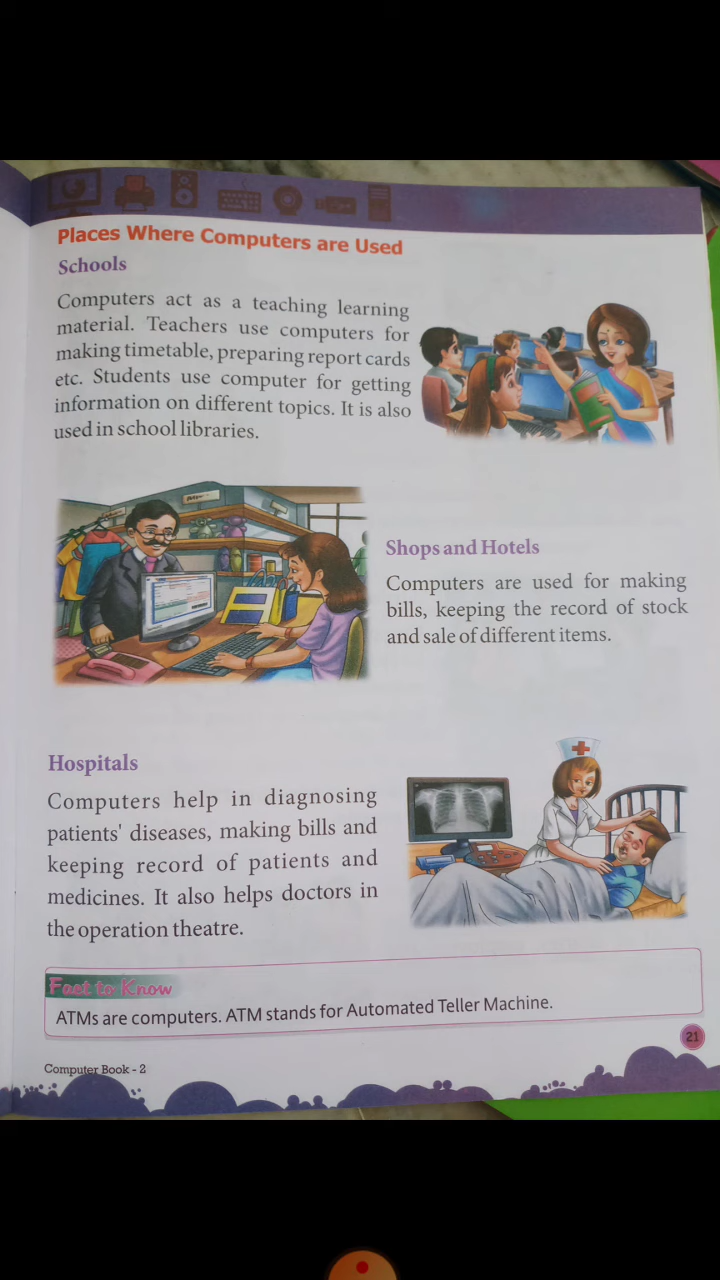 Places Where Computers are Used
Schools
Computers act as a teaching learning
material. Teachers use computers for
making timetable, preparing report cards
etc. Students use computer for getting
information on different topics. It is also
used in school libraries.
Shops and Hotels
Computers are used for making
bills, keeping the record of stock
and sale of different items.
Hospitals
Computers help in diagnosing
patients' diseases, making bills and
keeping record of patients and
medicines. It also helps doctors in
the operation theatre.
Fact to Know
ATMs are computers. ATM stands for Automated Teller Machine.
21
Computer Book - 2